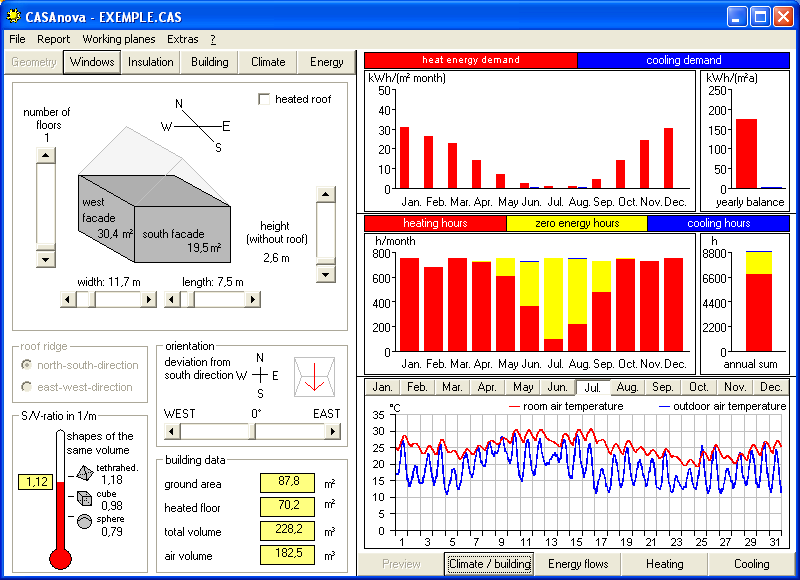 CASAnova - EXEMPLE.CAS
File Report Working planes Extras ?
Geometry Windows Insulation Building Climate Energy
number of
floors
1
N
W E
S
heated roof
west
facade
30,4 m²
south facade
19,5 m²
height
(without roof)
2,6 m
width: 11,7 m
length: 7,5 m
roof ridge
north-south-direction
east-west-direction
orientation
deviation from
south direction
N
W E
S
WEST 0° EAST
S/V-ratio in 1/m
shapes of the
same volume
tethrahed.
1,18
1,12
cube
0,98
sphere
0,79
building data
ground area 87,8 m²
heated floor 70,2 m²
total volume 228,2 m³
air volume 182,5 m³
heat energy demand cooling demand
kWh/(m² month)
50
40
30
20
10
0
Jan. Feb. Mar. Apr. May Jun. Jul. Aug. Sep. Oct. Nov. Dec.
kWh/(m²a)
250
200
150
100
50
0
yearly balance
heating hours zero energy hours cooling hours
h/month
800
600
400
200
0
Jan. Feb. Mar. Apr. May Jun. Jul. Aug. Sep. Oct. Nov. Dec.
h
8800
6600
4400
2200
0
annual sum
Jan. Feb. Mar. Apr. May Jun. Jul. Aug. Sep. Oct. Nov. Dec.
°C
room air temperature outdoor air temperature
35
30
25
20
15
10
5
0
1 3 5 7 9 11 13 15 17 19 21 23 25 27 29 31
Preview Climate / building Energy flows Heating Cooling